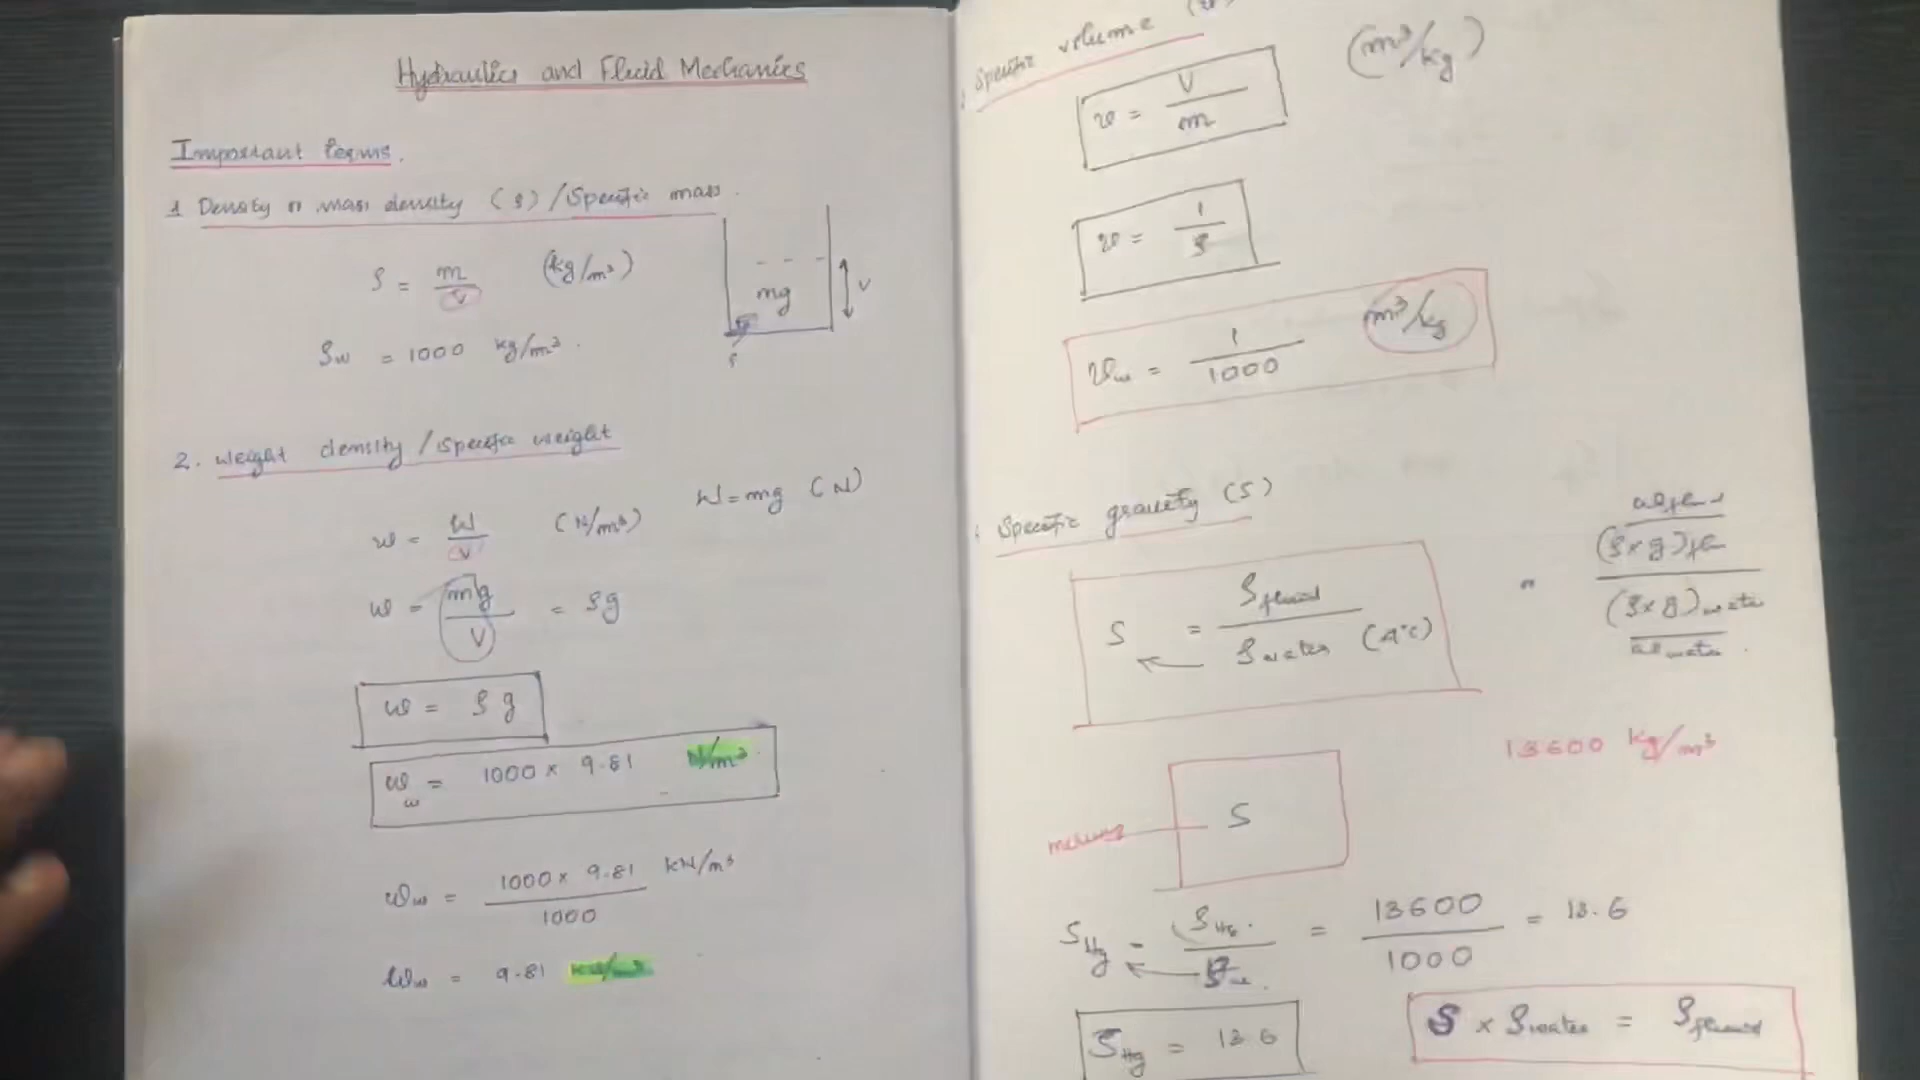 Hydraulics and Fluid Mechanics
Important terms.
1 Density or mass density (ρ) / Specific mass.
ρ = m/V (kg/m³)
mg V
ρ
ρw = 1000 kg/m³.
2. Weight density / Specific weight
w = W/V (N/m³) W = mg (N)
w = mg/V = ρg
w = ρg
w w = 1000 × 9.81 N/m³.
ww = 1000 × 9.81 / 1000 kN/m³
ww = 9.81 kN/m³
Specific volume (v) (m³/kg)
v = V/m
v = 1/ρ
vw = 1/1000 m³/kg
Specific gravity (S)
S = ρfluid / ρwater (4°C) or (ρ×g) / (ρ×g)water
13600 kg/m³
mercury S
SHg = ρHg. / ρw. = 13600/1000 = 13.6
SHg = 13.6
S × ρwater = ρfluid